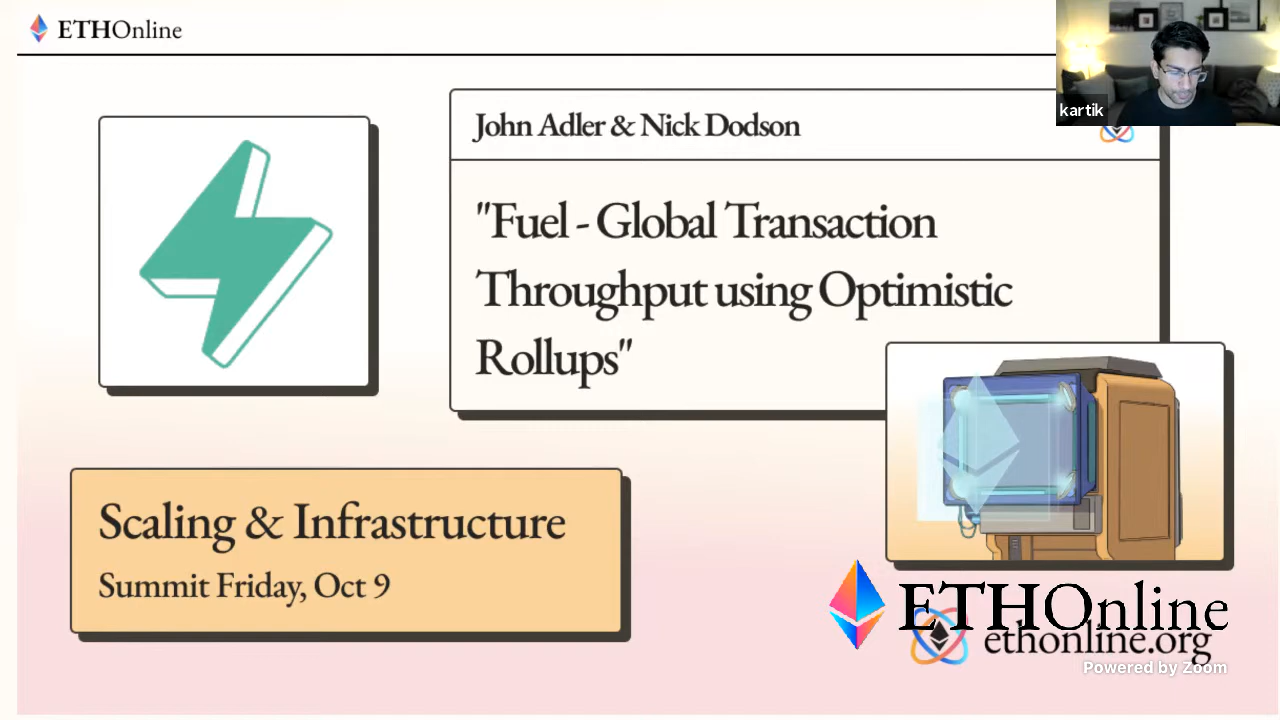 ETHOnline
kartik
John Adler & Nick Dodson
"Fuel - Global Transaction
Throughput using Optimistic
Rollups"
Scaling & Infrastructure
Summit Friday, Oct 9
ETHOnline
ethonline.org
Powered by Zoom